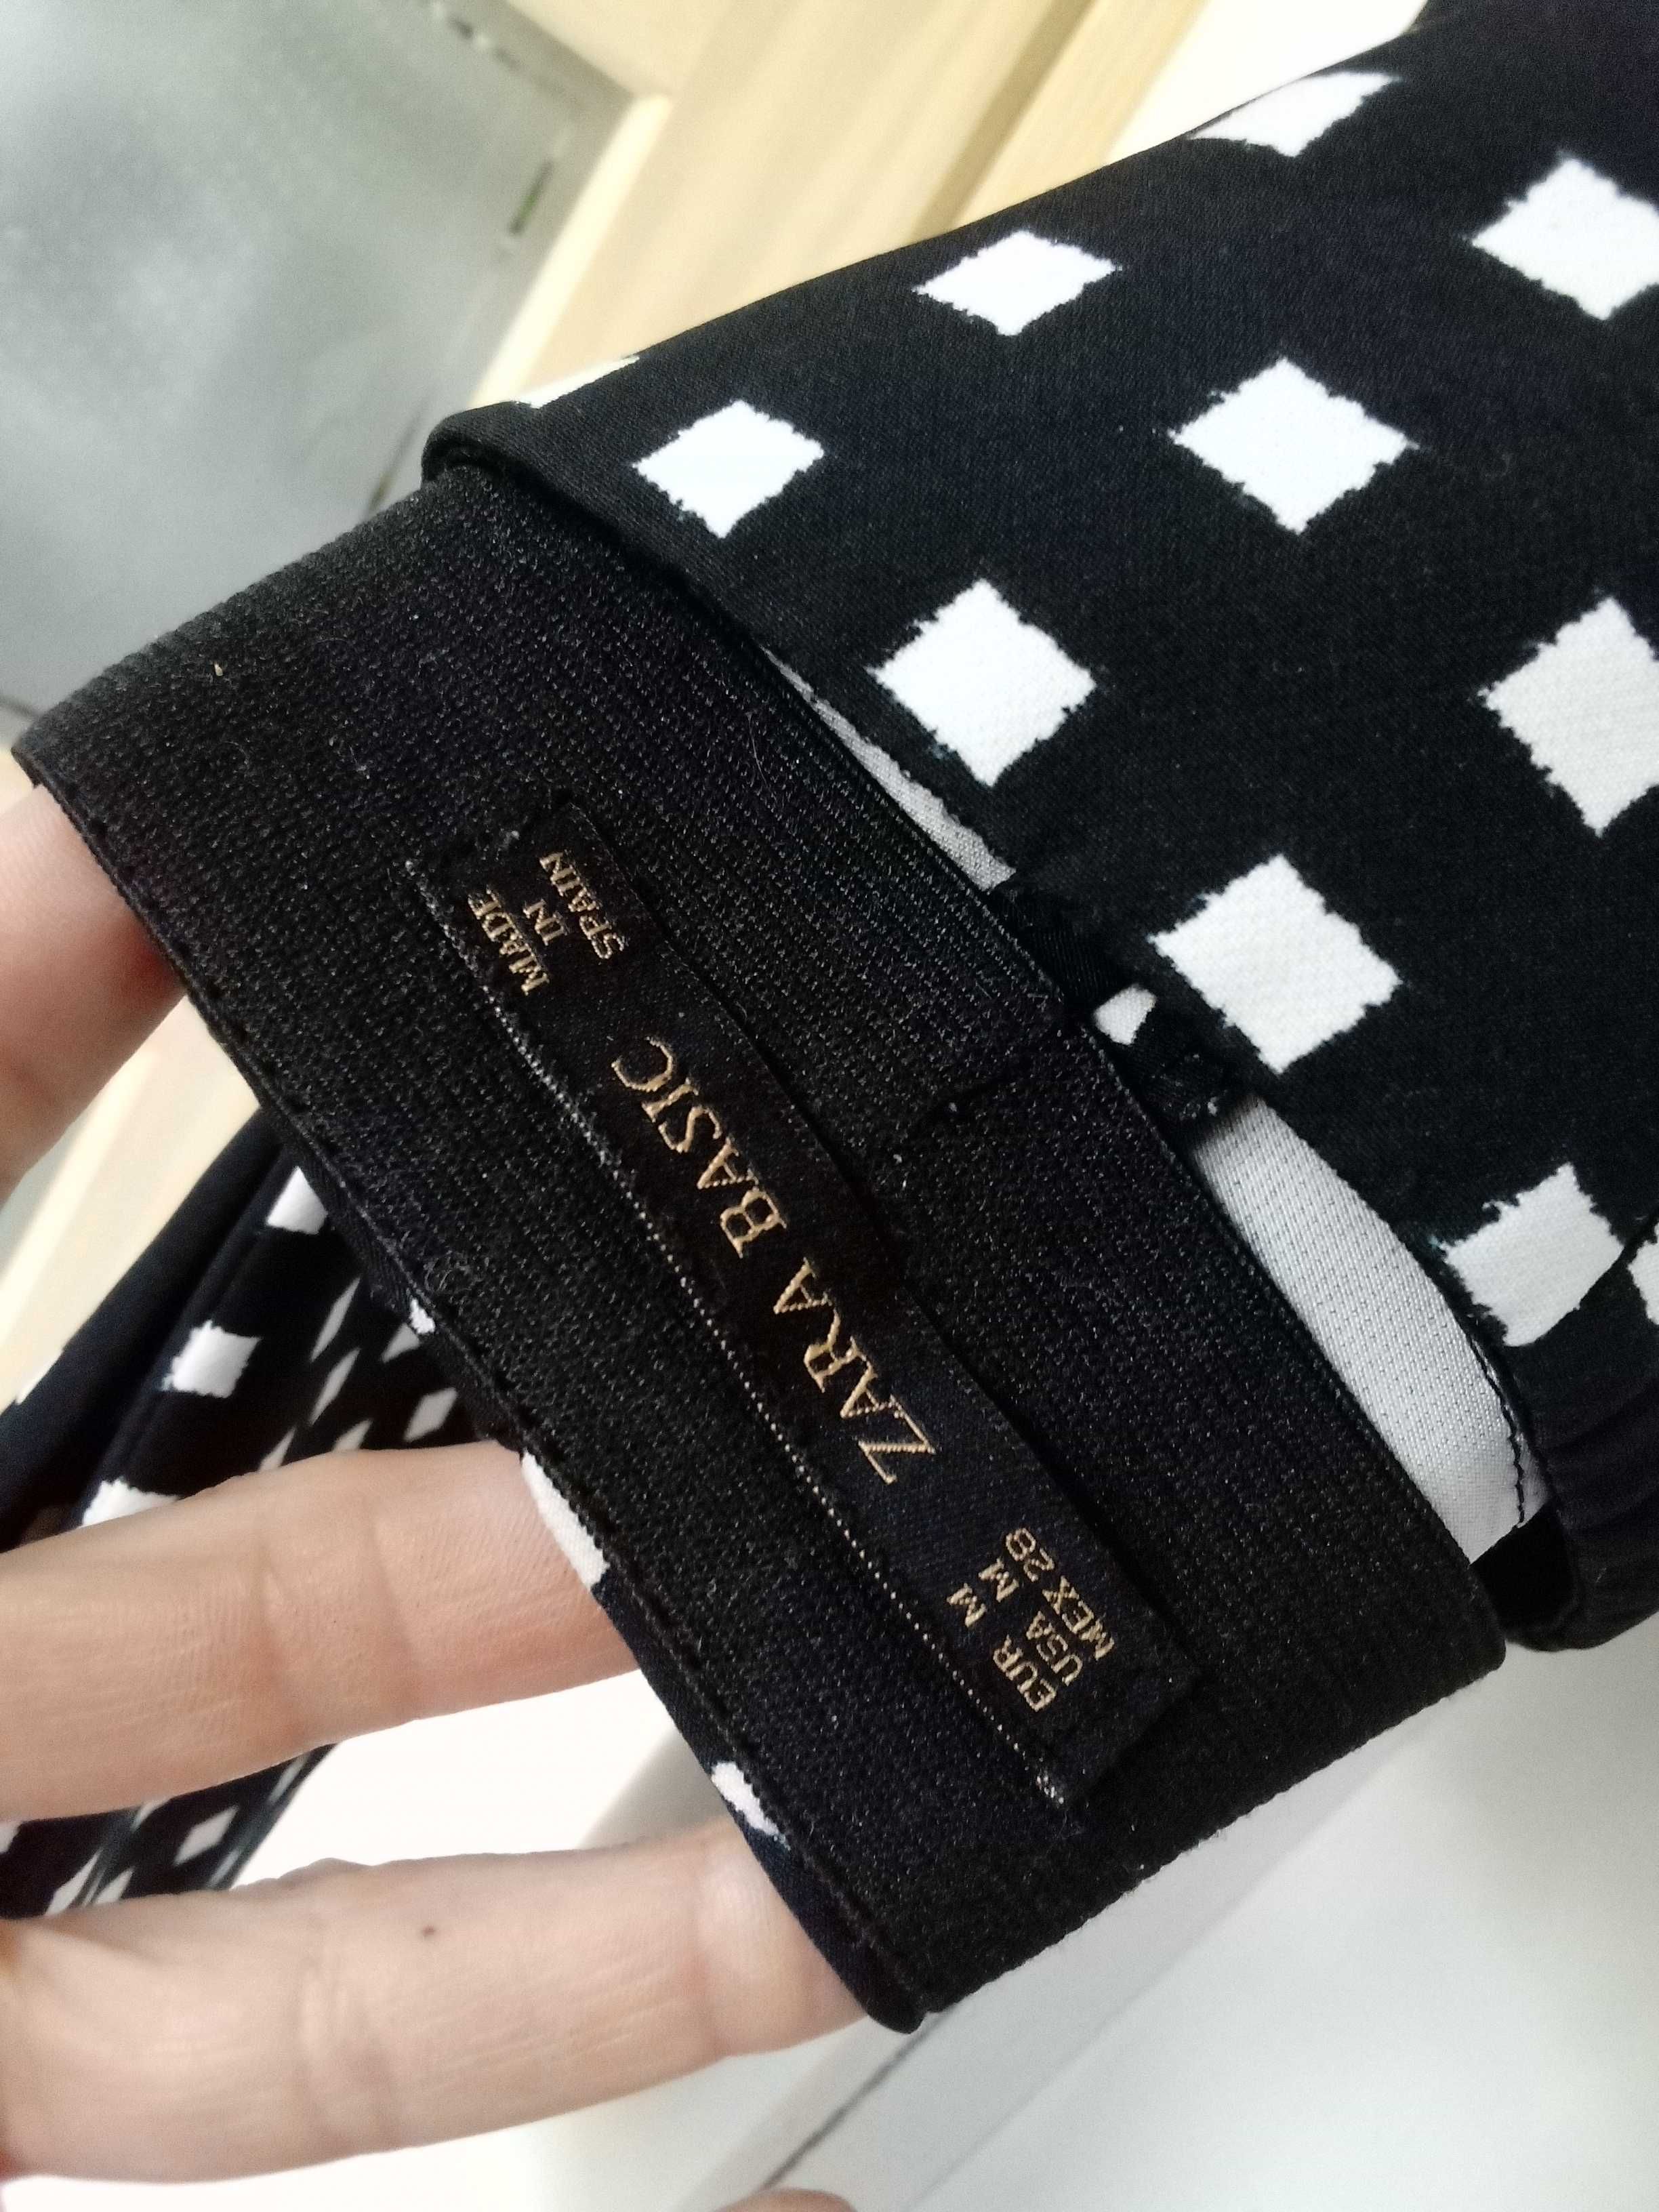 EUR M
USA M
MEX 28
ZARA BASIC
MADE
IN
SPAIN